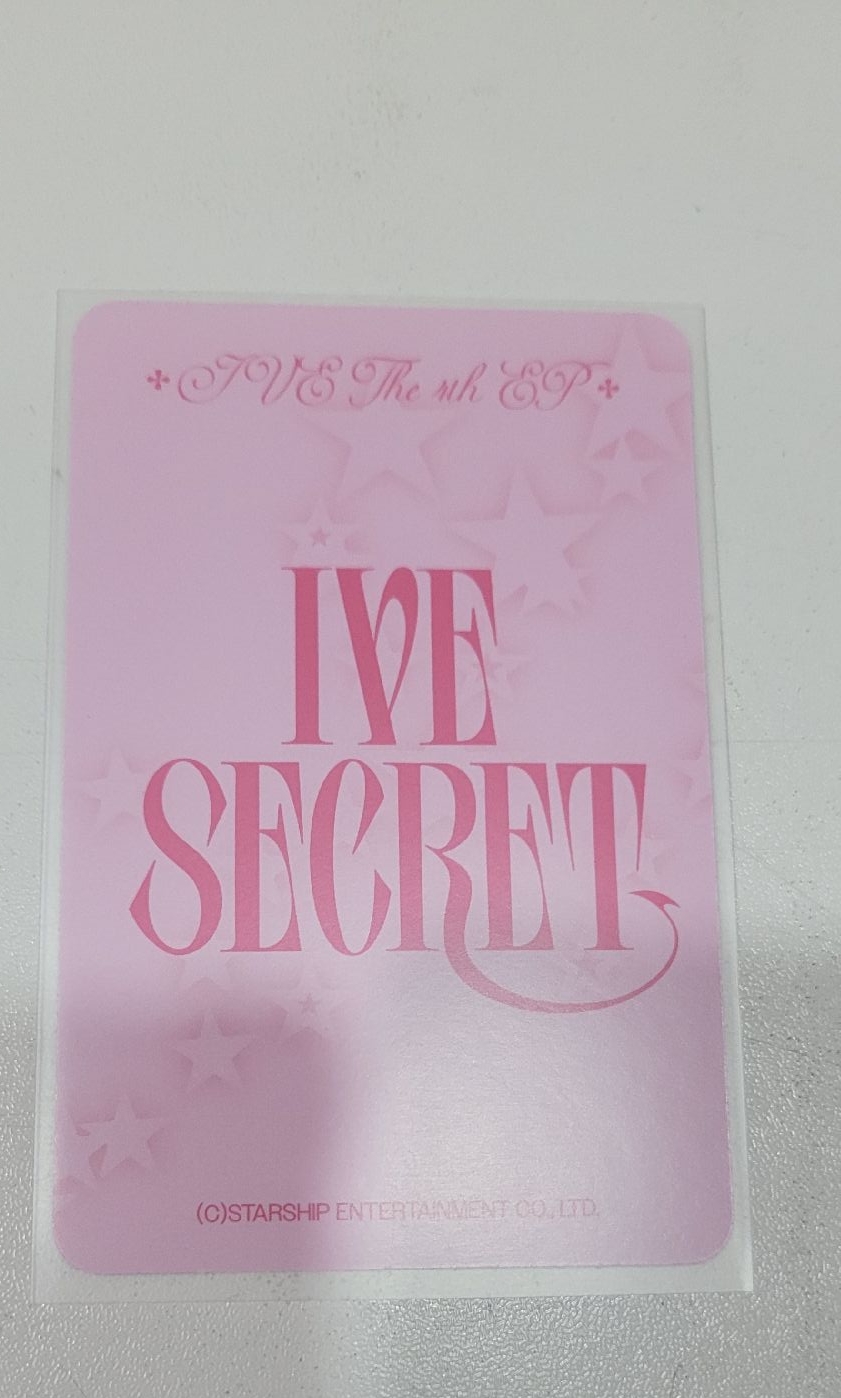 IVE The 4th EP
IVE
SECRET
(C)STARSHIP ENTERTAINMENT CO., LTD.